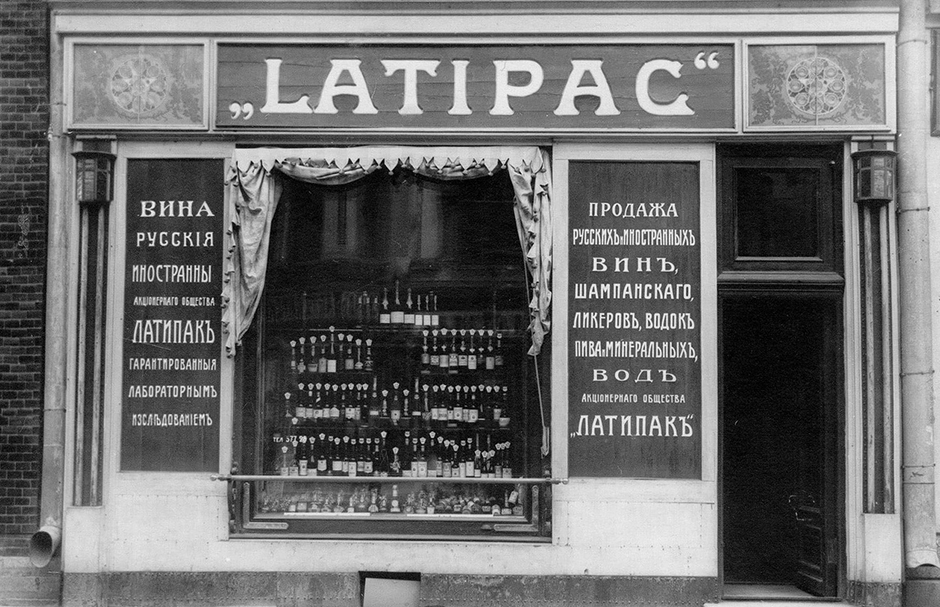 „LATIPAC“
ВИНА
РУССКІЯ
ИНОСТРАННЫ
АКЦІОНЕРНАГО ОБЩЕСТВА
ЛАТИПАКЪ
ГАРАНТИРОВАННЫЯ
ЛАБОРАТОРНЫМЪ
ИЗСЛѢДОВАНІЕМЪ
ПРОДАЖА
РУССКИХЪ и ИНОСТРАННЫХЪ
ВИНЪ,
ШАМПАНСКАГО,
ЛИКЕРОВЪ, ВОДОКЪ
ПИВА и МИНЕРАЛЬНЫХЪ,
ВОДЪ
АКЦІОНЕРНАГО ОБЩЕСТВА
„ЛАТИПАКЪ“